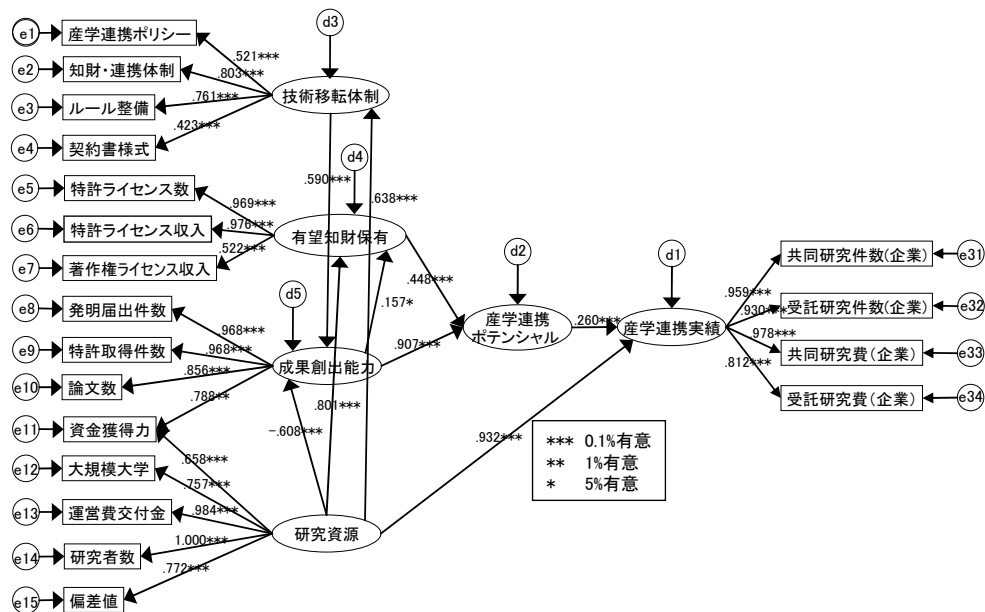 d3
e1
産学連携ポリシー
.521***
e2
知財・連携体制
.803***
技術移転体制
e3
ルール整備
.761***
e4
契約書様式
.423***
d4
e5
特許ライセンス数
.590***
.638***
.969***
e6
特許ライセンス収入
.976***
有望知財保有
e7
著作権ライセンス収入
.522***
.448***
d2
d1
共同研究件数(企業)
e31
.959***
d5
.157*
e8
発明届出件数
.968***
産学連携
ポテンシャル
.260***
産学連携実績
.930***
受託研究件数(企業)
e32
e9
特許取得件数
.968***
成果創出能力
.907***
.978***
共同研究費(企業)
e33
e10
論文数
.856***
.812***
受託研究費(企業)
e34
.788**
.801***
e11
資金獲得力
-.608***
.932***
*** 0.1%有意
** 1%有意
* 5%有意
.658***
e12
大規模大学
.757***
e13
運営費交付金
.984***
研究資源
e14
研究者数
1.000***
.772***
e15
偏差値